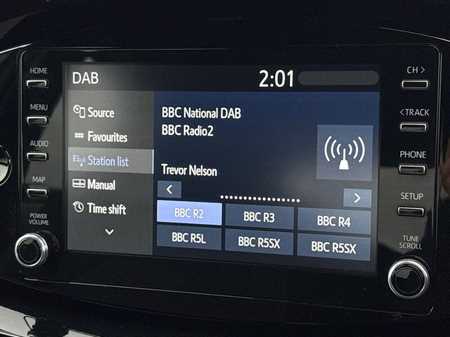 DAB 2:01
HOME
MENU
AUDIO
MAP
POWER
VOLUME
Source
Favourites
Station list
Manual
Time shift
BBC National DAB
BBC Radio2
Trevor Nelson
BBC R2 BBC R3 BBC R4
BBC R5L BBC R5SX BBC R5SX
CH >
< TRACK
PHONE
SETUP
TUNE
SCROLL